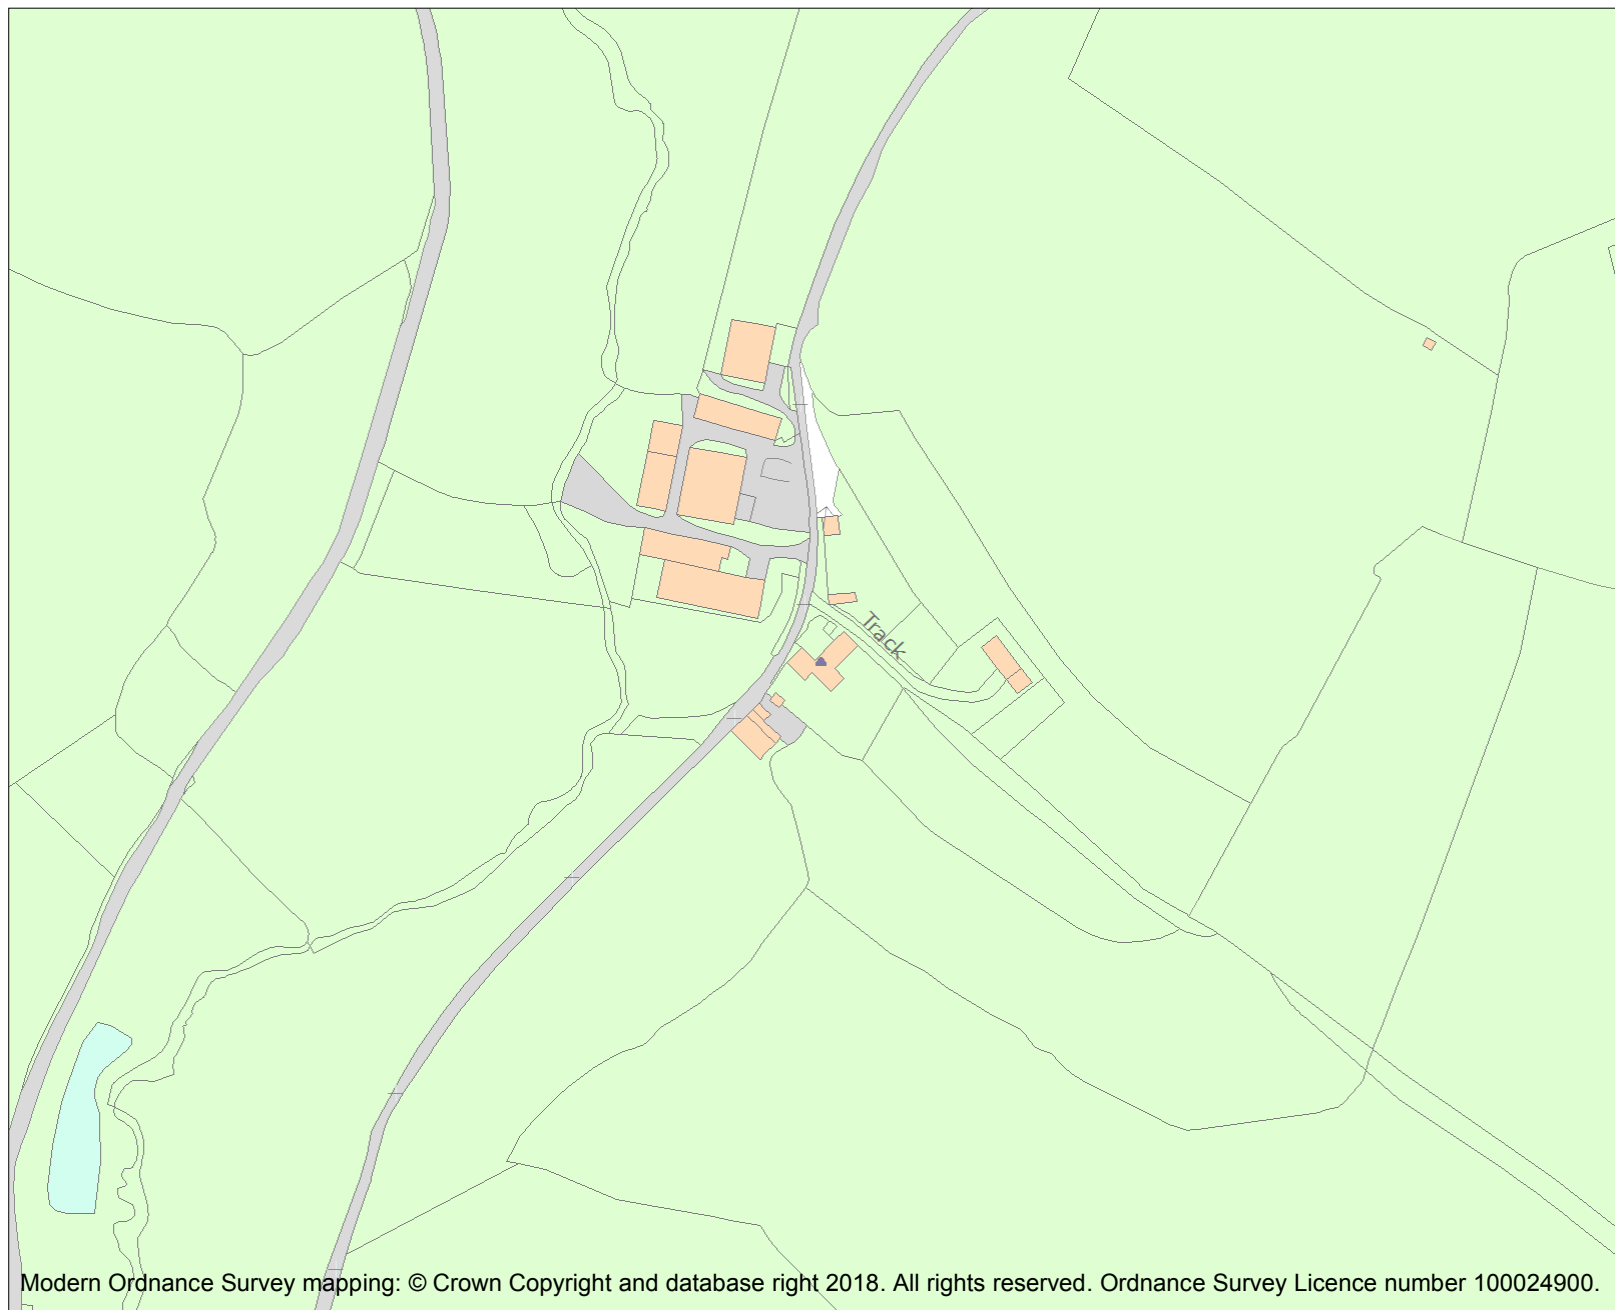 Track
Modern Ordnance Survey mapping: © Crown Copyright and database right 2018. All rights reserved. Ordnance Survey Licence number 100024900.